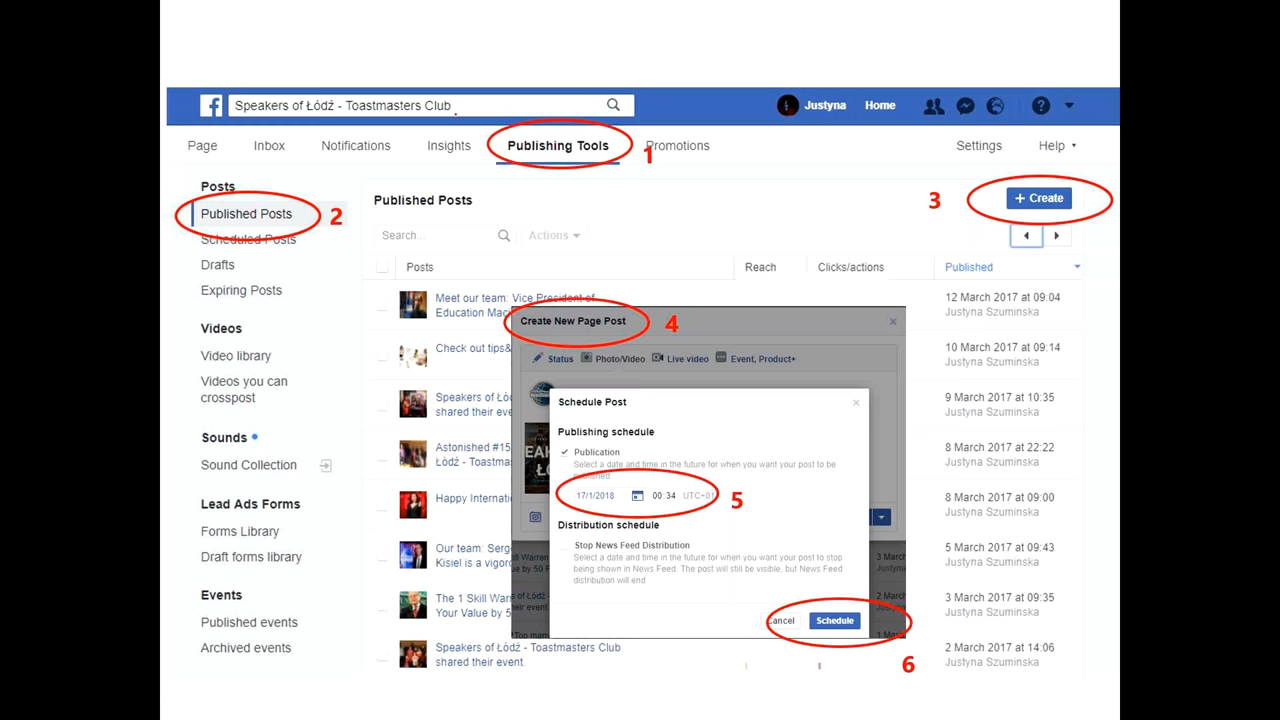 Speakers of Łódź - Toastmasters Club
Justyna Home
Page Inbox Notifications Insights Publishing Tools 1 Promotions Settings Help
Posts
Published Posts 2
Scheduled Posts
Drafts
Expiring Posts
Videos
Video library
Videos you can
crosspost
Sounds
Sound Collection
Lead Ads Forms
Forms Library
Draft forms library
Events
Published events
Archived events
Published Posts 3 + Create
Search... Actions
Posts Reach Clicks/actions Published
Meet our team: Vice President of
Education Mac
12 March 2017 at 09:04
Justyna Szuminska
Check out tips&
10 March 2017 at 09:14
Justyna Szuminska
Speakers of Ł
shared their eve
9 March 2017 at 10:35
Justyna Szuminska
Astonished #15
Łódź - Toastma
8 March 2017 at 22:22
Justyna Szuminska
Happy Internatio
8 March 2017 at 09:00
Justyna Szuminska
Our team: Serg
Kisiel is a vigoro
5 March 2017 at 09:43
Justyna Szuminska
The 1 Skill War
Your Value by 5
3 March 2017 at 09:35
Justyna Szuminska
Speakers of Łódź - Toastmasters Club
shared their event.
2 March 2017 at 14:06
Justyna Szuminska
Create New Page Post 4
Status Photo/Video Live video Event, Product+
Schedule Post
Publishing schedule
Publication
Select a date and time in the future for when you want your post to be
published
17/1/2018 00:34 UTC+01 5
Distribution schedule
Stop News Feed Distribution
Select a date and time in the future for when you want your post to stop
being shown in News Feed. The post will still be visible, but News Feed
distribution will end
Cancel Schedule
6